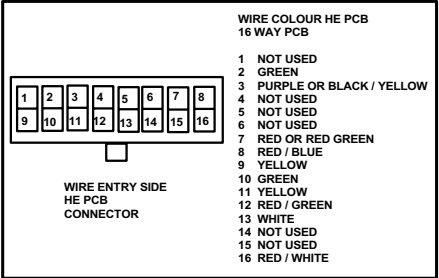 WIRE COLOUR HE PCB
16 WAY PCB
1 NOT USED
2 GREEN
3 PURPLE OR BLACK / YELLOW
4 NOT USED
5 NOT USED
6 NOT USED
7 RED OR RED GREEN
8 RED / BLUE
9 YELLOW
10 GREEN
11 YELLOW
12 RED / GREEN
13 WHITE
14 NOT USED
15 NOT USED
16 RED / WHITE
1 2 3 4 5 6 7 8
9 10 11 12 13 14 15 16
WIRE ENTRY SIDE
HE PCB
CONNECTOR